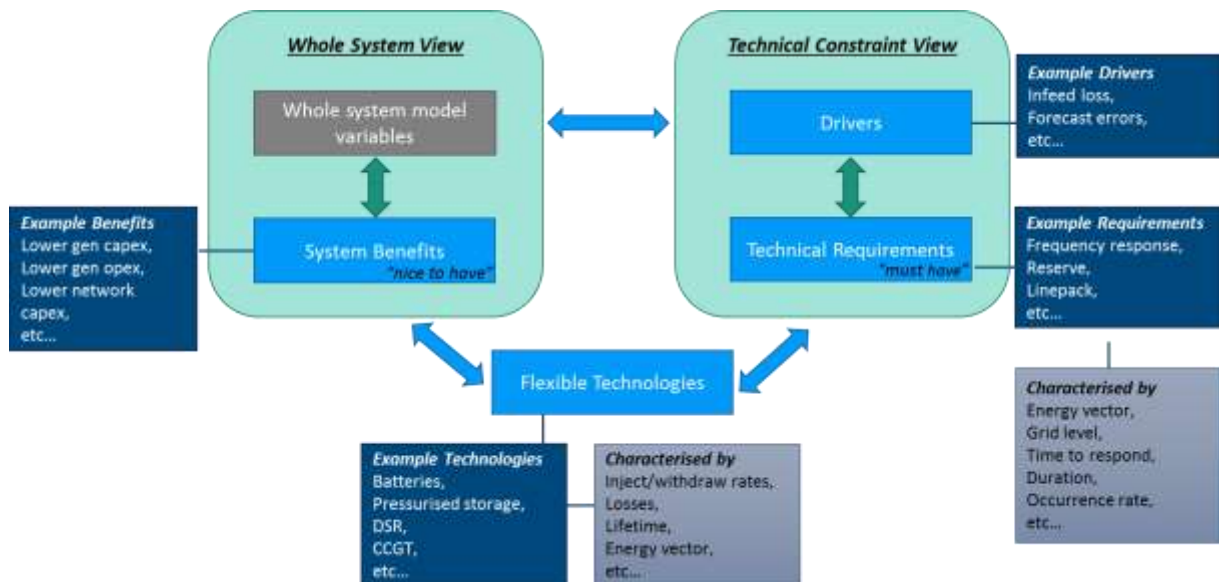 Whole System View
Whole system model
variables
System Benefits
"nice to have"
Technical Constraint View
Drivers
Technical Requirements
"must have"
Example Drivers
Infeed loss,
Forecast errors,
etc...
Example Benefits
Lower gen capex,
Lower gen opex,
Lower network
capex,
etc...
Example Requirements
Frequency response,
Reserve,
Linepack,
etc...
Flexible Technologies
Example Technologies
Batteries,
Pressurised storage,
DSR,
CCGT
etc...
Characterised by
Inject/withdraw rates,
Losses,
Lifetime,
Energy vector,
etc...
Characterised by
Energy vector,
Grid level,
Time to respond,
Duration,
Occurrence rate,
etc...